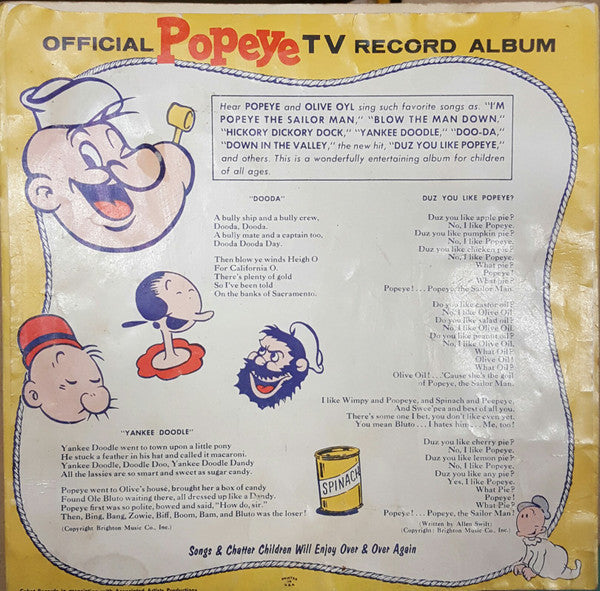 OFFICIAL Popeye TV RECORD ALBUM
Hear POPEYE and OLIVE OYL sing such favorite songs as. "I'M
POPEYE THE SAILOR MAN," "BLOW THE MAN DOWN,"
"HICKORY DICKORY DOCK," "YANKEE DOODLE," "DOO-DA,"
"DOWN IN THE VALLEY," the new hit, "DUZ YOU LIKE POPEYE,"
and others. This is a wonderfully entertaining album for children
of all ages.
"DOODA"
A bully ship and a bully crew,
Dooda, Dooda.
A bully mate and a captain too,
Dooda Dooda Day.
Then blow ye winds Heigh O
For California O.
There's plenty of gold
So I've been told
On the banks of Sacramento.
DUZ YOU LIKE POPEYE?
Duz you like apple pie?
No, I like Popeye.
Duz you like pumpkin pie?
No, I like Popeye.
Duz you like chicken pie?
No, I like Popeye.
What pie?
Popeye!
What pie?
Popeye! . . . Popeye, the Sailor Man.
Do you like castor oil?
No, I like Olive Oil.
Duz you like salad oil?
No, I like Olive Oil.
Do you like peanut oil?
No, I like Olive Oil.
What Oil?
Olive Oil!
What Oil?
Olive Oil! . . . 'Cause she's the goil
of Popeye, the Sailor Man.
I like Wimpy and Poopeye, and Spinach and Peepeye,
And Swee'pea and best of all you.
There's some one I bet, you don't like even yet.
You mean Bluto . . . I hates him . . . Me, too!
Duz you like cherry pie?
No, I like Popeye.
Duz you like lemon pie?
No, I like Popeye.
Duz you like any pie?
Yes, I like Popeye.
What Pie?
Popeye!
What Pie?
Popeye! . . . Popeye, the Sailor Man!
(Written by Allen Swift)
(Copyright: Brighton Music Co., Inc.)
"YANKEE DOODLE"
Yankee Doodle went to town upon a little pony
He stuck a feather in his hat and called it macaroni.
Yankee Doodle, Doodle Doo, Yankee Doodle Dandy
All the lassies are so smart and sweet as sugar candy.
Popeye went to Olive's house, brought her a box of candy
Found Ole Bluto waiting there, all dressed up like a Dandy.
Popeye first was so polite, bowed and said, "How do, sir."
Then, Bing, Bang, Zowie, Biff, Boom, Bam, and Bluto was the loser!
(Copyright Brighton Music Co., Inc.)
SPINACH
Songs & Chatter Children Will Enjoy Over & Over Again
PRINTED
IN
U.S.A.